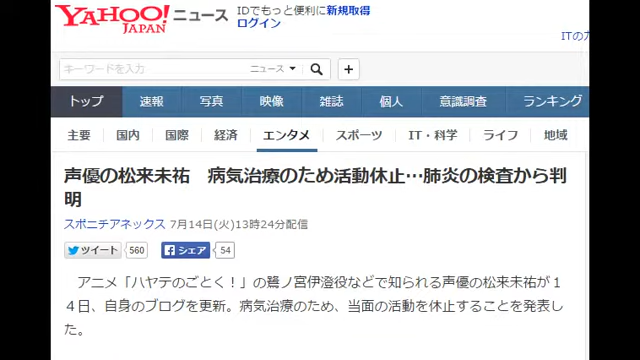 YAHOO! ニュース
JAPAN
IDでもっと便利に新規取得
ログイン
ITの
キーワードを入力 ニュース
トップ 速報 写真 映像 雑誌 個人 意識調査 ランキング
主要 国内 国際 経済 エンタメ スポーツ IT・科学 ライフ 地域
声優の松来未祐 病気治療のため活動休止…肺炎の検査から判
明
スポニチアネックス 7月14日(火)13時24分配信
ツイート 560 シェア 54
アニメ「ハヤテのごとく！」の鷺ノ宮伊澄役などで知られる声優の松来未祐が１
４日、自身のブログを更新。病気治療のため、当面の活動を休止することを発表し
た。